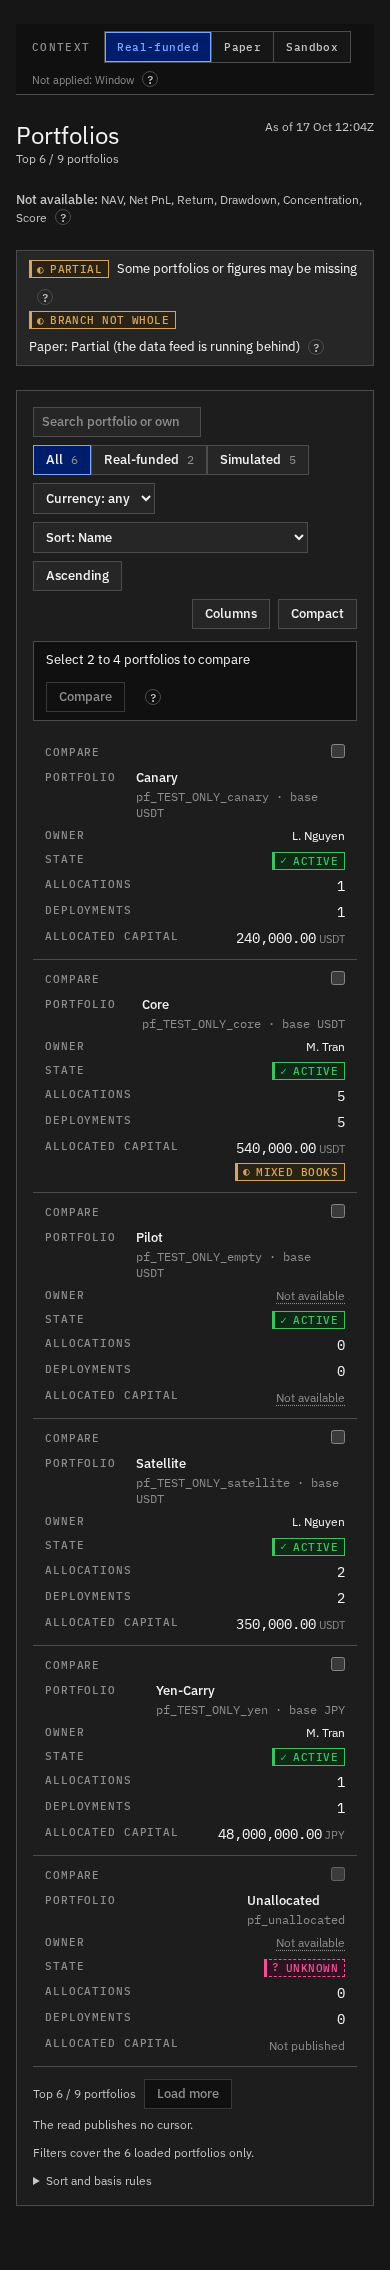 CONTEXT Real-funded Paper Sandbox
Not applied: Window ?
Portfolios As of 17 Oct 12:04Z
Top 6 / 9 portfolios
Not available: NAV, Net PnL, Return, Drawdown, Concentration,
Score ?
◐ PARTIAL Some portfolios or figures may be missing
?
◐ BRANCH NOT WHOLE
Paper: Partial (the data feed is running behind) ?
Search portfolio or own
All 6 Real-funded 2 Simulated 5
Currency: any
Sort: Name
Ascending
Columns Compact
Select 2 to 4 portfolios to compare
Compare ?
COMPARE
PORTFOLIO Canary
pf_TEST_ONLY_canary · base
USDT
OWNER L. Nguyen
STATE ✓ ACTIVE
ALLOCATIONS 1
DEPLOYMENTS 1
ALLOCATED CAPITAL 240,000.00 USDT
COMPARE
PORTFOLIO Core
pf_TEST_ONLY_core · base USDT
OWNER M. Tran
STATE ✓ ACTIVE
ALLOCATIONS 5
DEPLOYMENTS 5
ALLOCATED CAPITAL 540,000.00 USDT
◐ MIXED BOOKS
COMPARE
PORTFOLIO Pilot
pf_TEST_ONLY_empty · base
USDT
OWNER Not available
STATE ✓ ACTIVE
ALLOCATIONS 0
DEPLOYMENTS 0
ALLOCATED CAPITAL Not available
COMPARE
PORTFOLIO Satellite
pf_TEST_ONLY_satellite · base
USDT
OWNER L. Nguyen
STATE ✓ ACTIVE
ALLOCATIONS 2
DEPLOYMENTS 2
ALLOCATED CAPITAL 350,000.00 USDT
COMPARE
PORTFOLIO Yen-Carry
pf_TEST_ONLY_yen · base JPY
OWNER M. Tran
STATE ✓ ACTIVE
ALLOCATIONS 1
DEPLOYMENTS 1
ALLOCATED CAPITAL 48,000,000.00 JPY
COMPARE
PORTFOLIO Unallocated
pf_unallocated
OWNER Not available
STATE ? UNKNOWN
ALLOCATIONS 0
DEPLOYMENTS 0
ALLOCATED CAPITAL Not published
Top 6 / 9 portfolios Load more
The read publishes no cursor.
Filters cover the 6 loaded portfolios only.
▶ Sort and basis rules